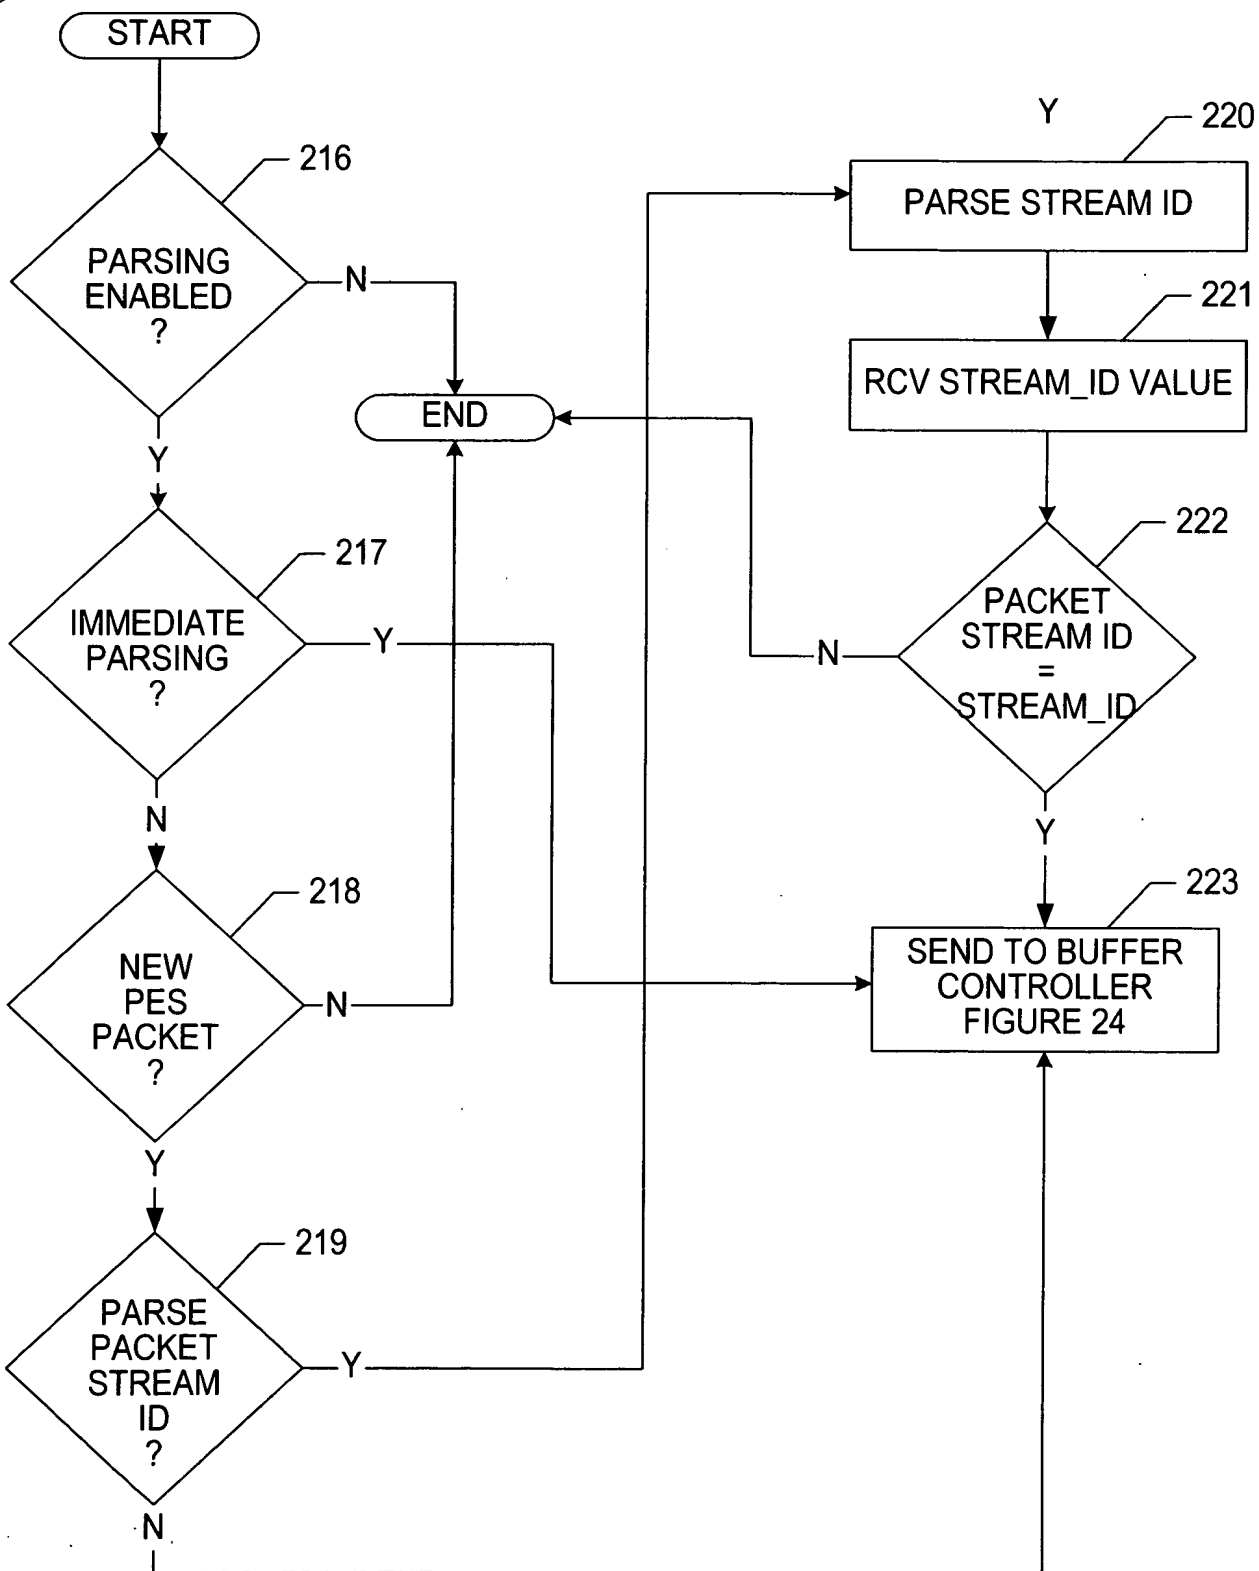 START
216
PARSING
ENABLED
?
N
Y
END
217
IMMEDIATE
PARSING
?
Y
N
218
NEW
PES
PACKET
?
N
Y
219
PARSE
PACKET
STREAM
ID
?
Y
N
Y
220
PARSE STREAM ID
221
RCV STREAM_ID VALUE
222
PACKET
STREAM ID
=
STREAM_ID
N
Y
223
SEND TO BUFFER
CONTROLLER
FIGURE 24